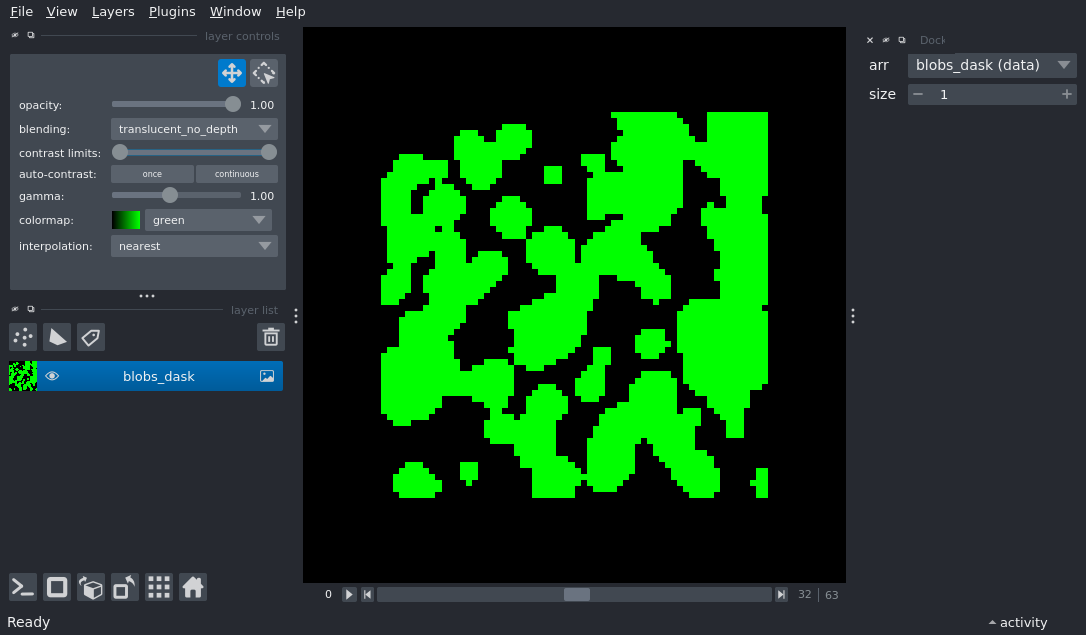 File View Layers Plugins Window Help
layer controls
opacity: 1.00
blending: translucent_no_depth
contrast limits:
auto-contrast: once continuous
gamma: 1.00
colormap: green
interpolation: nearest
layer list
blobs_dask
0 32 63
Ready
activity
Dock
arr blobs_dask (data)
size 1